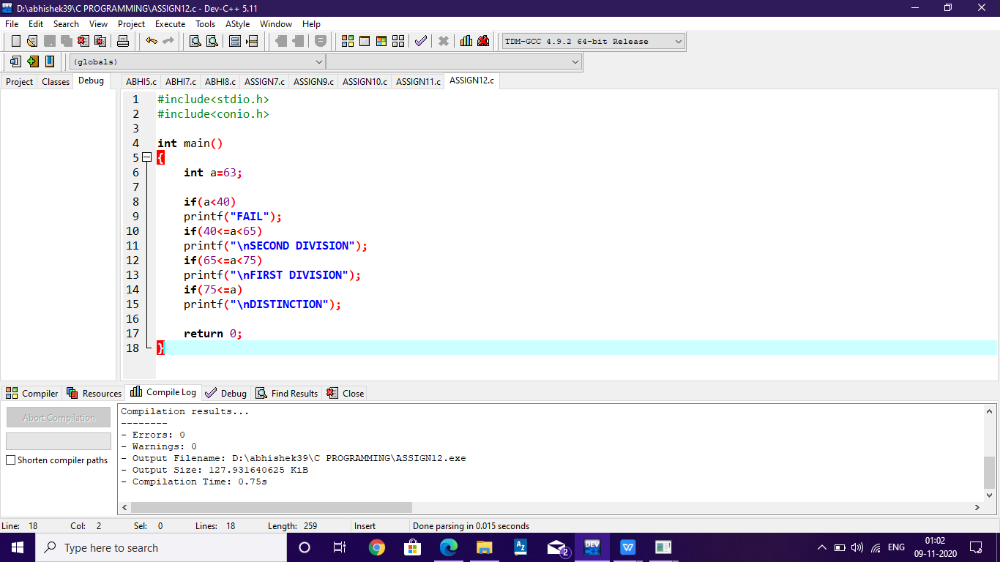 D:\abhishek39\C PROGRAMMING\ASSIGN12.c - Dev-C++ 5.11
File Edit Search View Project Execute Tools AStyle Window Help
TDM-GCC 4.9.2 64-bit Release
(globals)
Project Classes Debug
ABHI5.c ABHI7.c ABHI8.c ASSIGN7.c ASSIGN9.c ASSIGN10.c ASSIGN11.c ASSIGN12.c
1 #include<stdio.h>
2 #include<conio.h>
3
4 int main()
5 {
6 int a=63;
7
8 if(a<40)
9 printf("FAIL");
10 if(40<=a<65)
11 printf("\nSECOND DIVISION");
12 if(65<=a<75)
13 printf("\nFIRST DIVISION");
14 if(75<=a)
15 printf("\nDISTINCTION");
16
17 return 0;
18 }
Compiler Resources Compile Log Debug Find Results Close
Abort Compilation
Shorten compiler paths
Compilation results...
--------
- Errors: 0
- Warnings: 0
- Output Filename: D:\abhishek39\C PROGRAMMING\ASSIGN12.exe
- Output Size: 127.931640625 KiB
- Compilation Time: 0.75s
Line: 18 Col: 2 Sel: 0 Lines: 18 Length: 259 Insert Done parsing in 0.015 seconds
Type here to search
A Z
2
DEV
W
ENG
01:02
09-11-2020